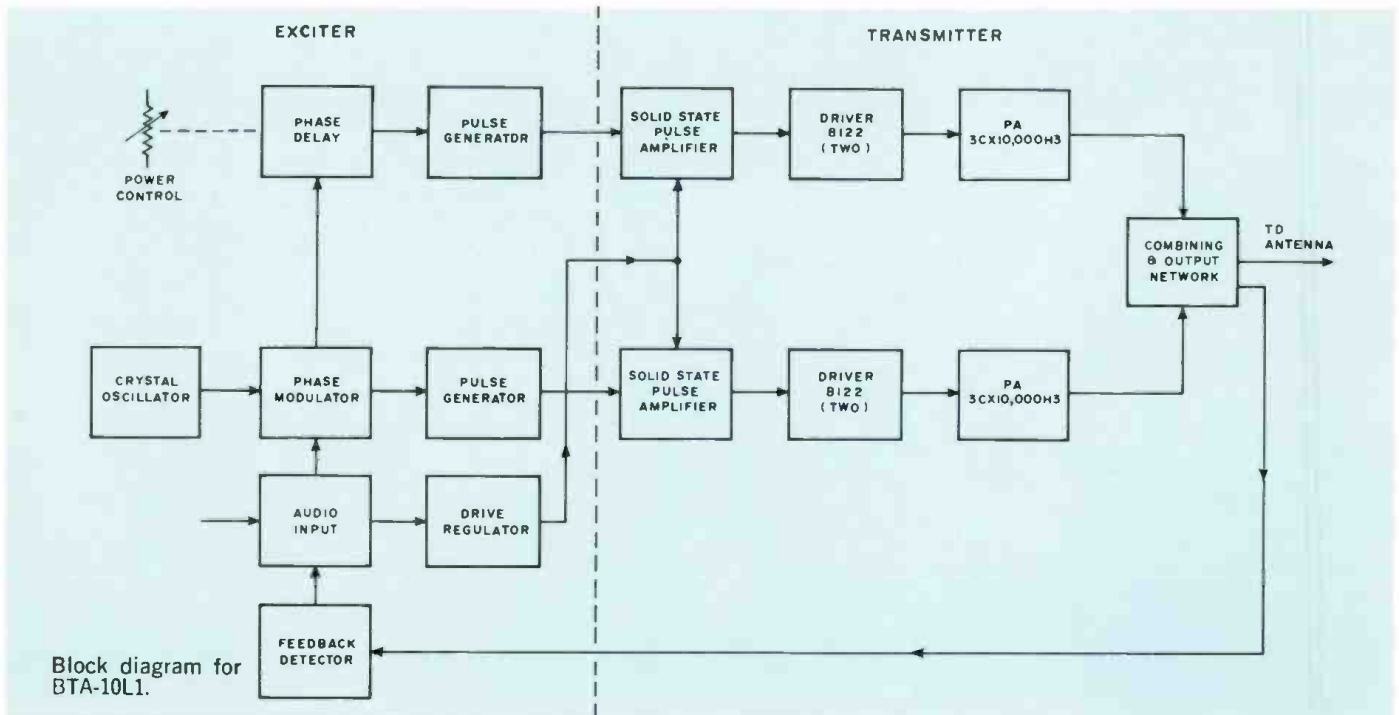 EXCITER
TRANSMITTER
POWER
CONTROL
PHASE
DELAY
PULSE
GENERATDR
SOLID STATE
PULSE
AMPLIFIER
DRIVER
8122
(TWO)
PA
3CX10,000H3
COMBINING
& OUTPUT
NETWORK
TD
ANTENNA
CRYSTAL
OSCILLATOR
PHASE
MODULATOR
PULSE
GENERATOR
SOLID STATE
PULSE
AMPLIFIER
DRIVER
8122
(TWO)
PA
3CX10,000H3
AUDIO
INPUT
DRIVE
REGULATOR
FEEDBACK
DETECTOR
Block diagram for
BTA-10L1.